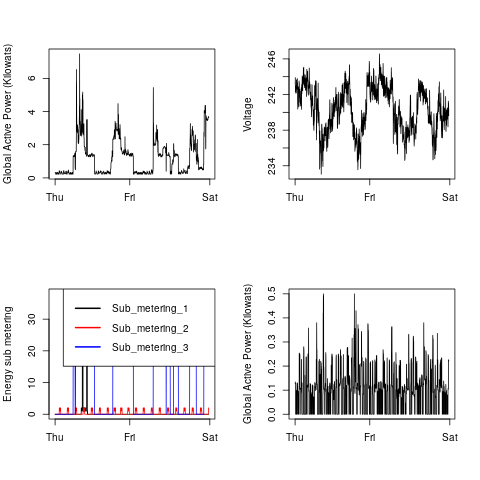 Global Active Power (Kilowats)
6
4
2
0
Thu
Fri
Sat
Voltage
246
242
238
234
Thu
Fri
Sat
Energy sub metering
30
20
10
0
Sub_metering_1
Sub_metering_2
Sub_metering_3
Thu
Fri
Sat
Global Active Power (Kilowats)
0.5
0.4
0.3
0.2
0.1
0.0
Thu
Fri
Sat